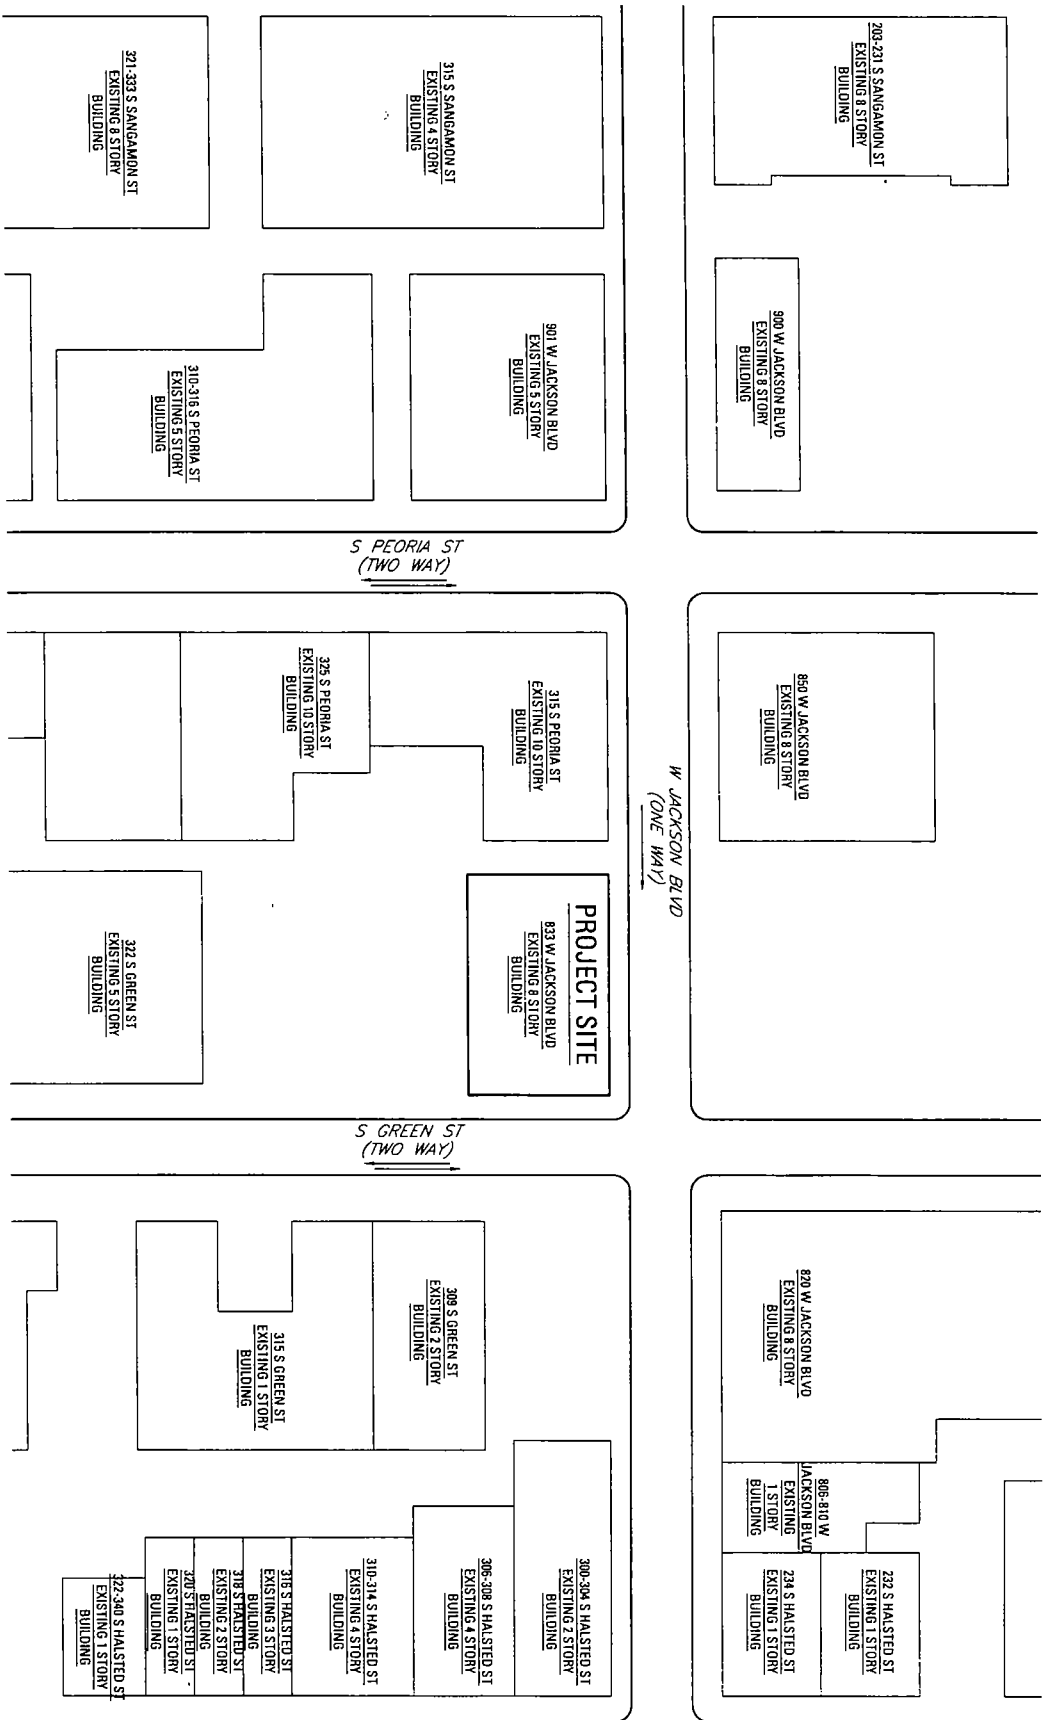 203-231 S SANGAMON ST
EXISTING 8 STORY
BUILDING
315 S SANGAMON ST
EXISTING 4 STORY
BUILDING
321-333 S SANGAMON ST
EXISTING 8 STORY
BUILDING
900 W JACKSON BLVD
EXISTING 8 STORY
BUILDING
901 W JACKSON BLVD
EXISTING 5 STORY
BUILDING
310-316 S PEORIA ST
EXISTING 5 STORY
BUILDING
S PEORIA ST
(TWO WAY)
850 W JACKSON BLVD
EXISTING 8 STORY
BUILDING
W JACKSON BLVD
(ONE WAY)
315 S PEORIA ST
EXISTING 10 STORY
BUILDING
325 S PEORIA ST
EXISTING 10 STORY
BUILDING
PROJECT SITE
833 W JACKSON BLVD
EXISTING 8 STORY
BUILDING
322 S GREEN ST
EXISTING 5 STORY
BUILDING
S GREEN ST
(TWO WAY)
820 W JACKSON BLVD
EXISTING 8 STORY
BUILDING
309 S GREEN ST
EXISTING 2 STORY
BUILDING
315 S GREEN ST
EXISTING 1 STORY
BUILDING
806-810 W
JACKSON BLVD
EXISTING
1 STORY
BUILDING
232 S HALSTED ST
EXISTING 1 STORY
BUILDING
234 S HALSTED ST
EXISTING 1 STORY
BUILDING
300-304 S HALSTED ST
EXISTING 2 STORY
BUILDING
306-308 S HALSTED ST
EXISTING 4 STORY
BUILDING
310-314 S HALSTED ST
EXISTING 4 STORY
BUILDING
316 S HALSTED ST
EXISTING 3 STORY
BUILDING
318 S HALSTED ST
EXISTING 2 STORY
BUILDING
320 S HALSTED ST
EXISTING 1 STORY
BUILDING
322-340 S HALSTED ST
EXISTING 1 STORY
BUILDING